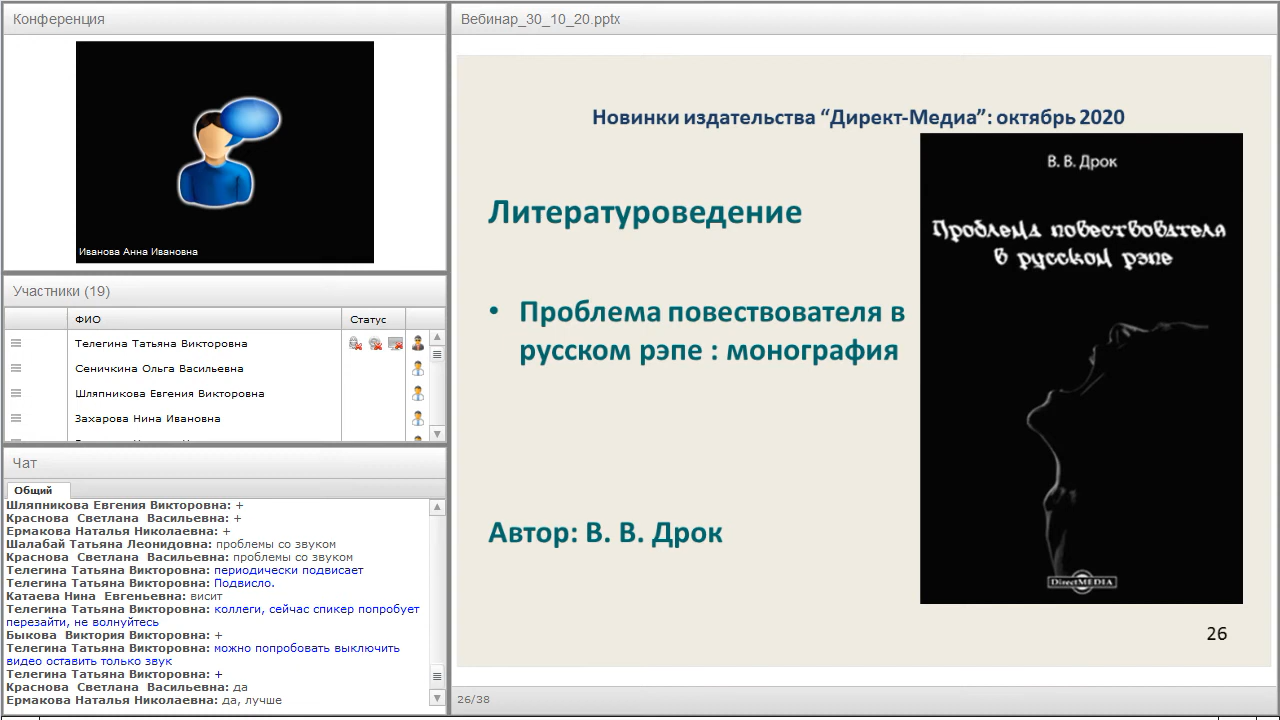 Конференция
Иванова Анна Ивановна
Участники (19)
ФИО
Статус
Телегина Татьяна Викторовна
Сеничкина Ольга Васильевна
Шляпникова Евгения Викторовна
Захарова Нина Ивановна
Чат
Общий
Шляпникова Евгения Викторовна: +
Краснова  Светлана  Васильевна: +
Ермакова Наталья Николаевна: +
Шалабай Татьяна Леонидовна: проблемы со звуком
Краснова  Светлана  Васильевна: проблемы со звуком
Телегина Татьяна Викторовна: периодически подвисает
Телегина Татьяна Викторовна: Подвисло.
Катаева Нина  Евгеньевна: висит
Телегина Татьяна Викторовна: коллеги, сейчас спикер попробует
перезайти, не волнуйтесь
Быкова  Виктория Викторовна: +
Телегина Татьяна Викторовна: можно попробовать выключить
видео оставить только звук
Телегина Татьяна Викторовна: +
Краснова  Светлана  Васильевна: да
Ермакова Наталья Николаевна: да, лучше
Вебинар_30_10_20.pptx
Новинки издательства “Директ-Медиа”: октябрь 2020
Литературоведение
• Проблема повествователя в
русском рэпе : монография
Автор: В. В. Дрок
В. В. Дрок
Проблема повествователя
в русском рэпе
DirectMEDIA
26
26/38